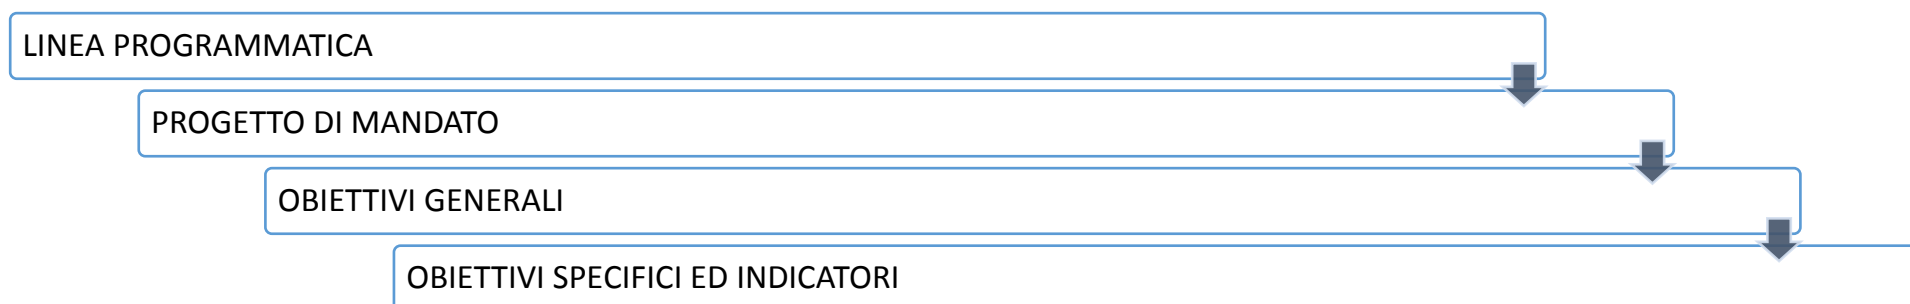 LINEA PROGRAMMATICA
PROGETTO DI MANDATO
OBIETTIVI GENERALI
OBIETTIVI SPECIFICI ED INDICATORI